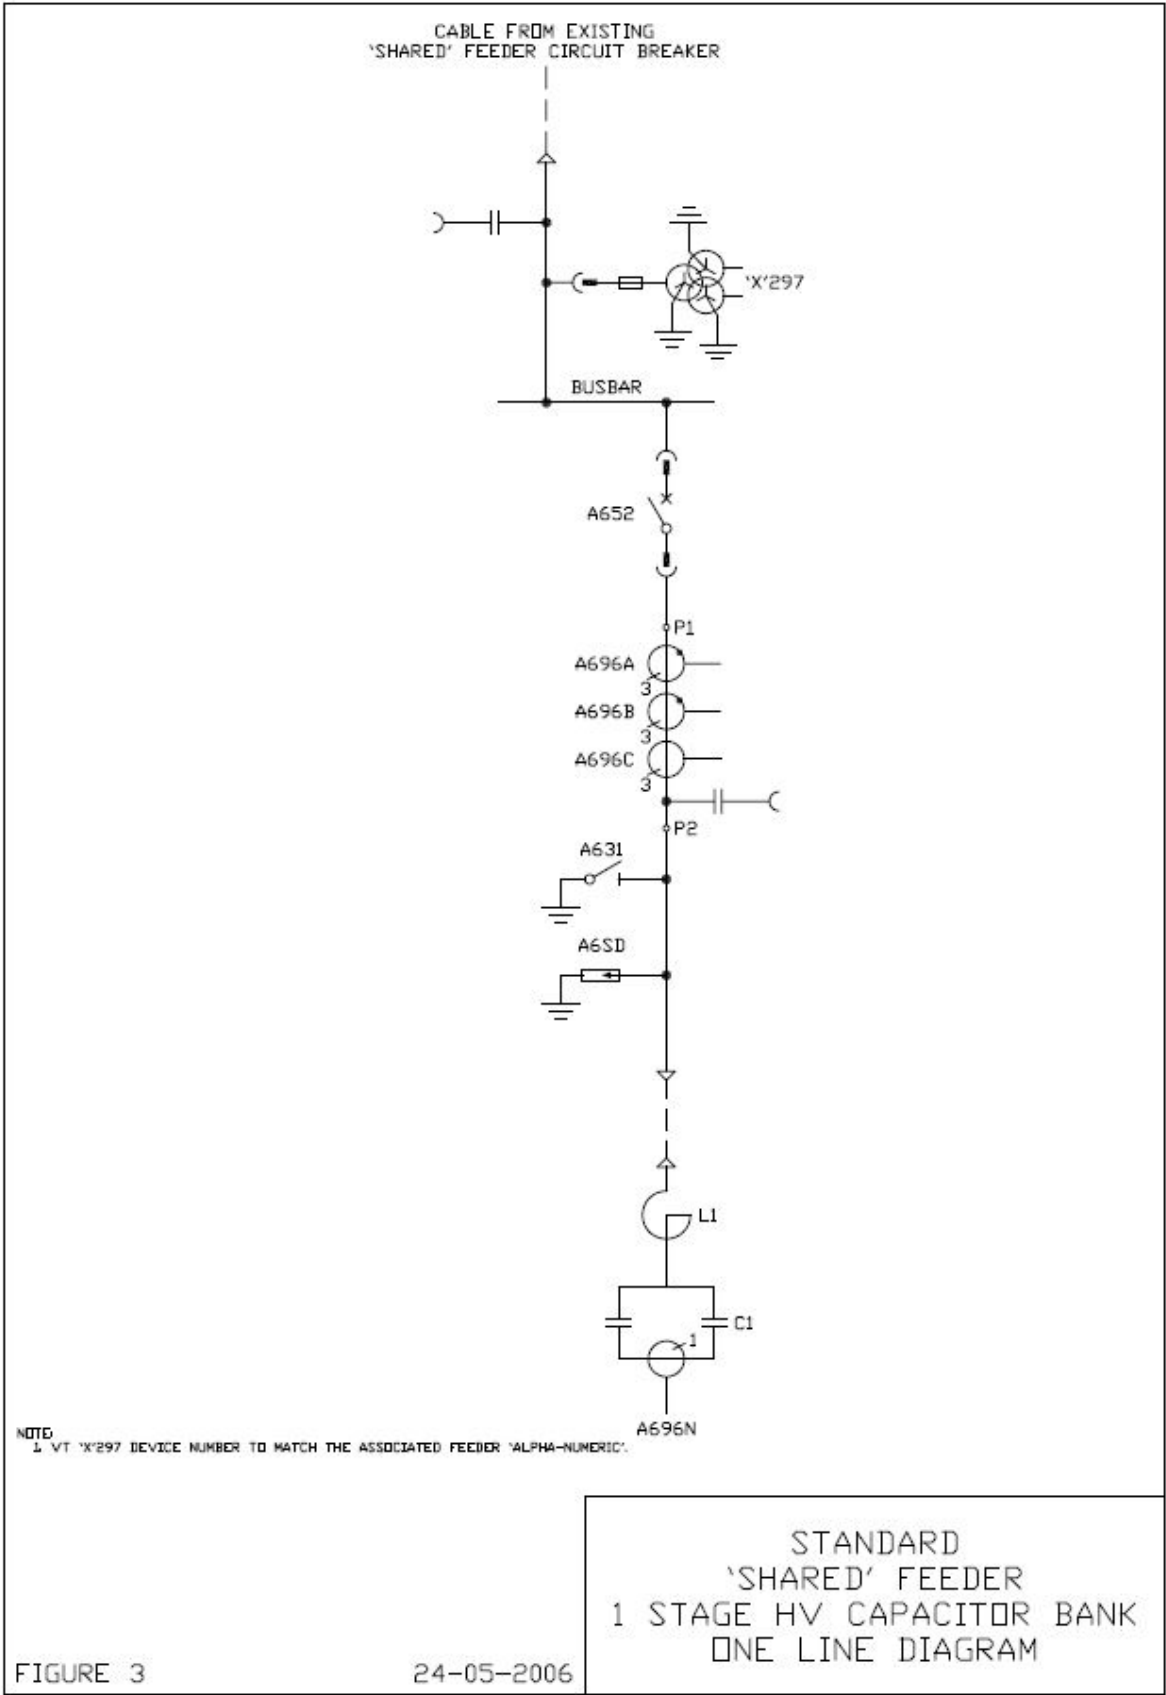 CABLE FROM EXISTING
'SHARED' FEEDER CIRCUIT BREAKER
'X'297
BUSBAR
A652
P1
A696A
3
A696B
3
A696C
3
P2
A631
A6SD
L1
C1
1
A696N
NOTE:
1. VT 'X'297 DEVICE NUMBER TO MATCH THE ASSOCIATED FEEDER 'ALPHA-NUMERIC'.
STANDARD
'SHARED' FEEDER
1 STAGE HV CAPACITOR BANK
ONE LINE DIAGRAM
FIGURE 3
24-05-2006